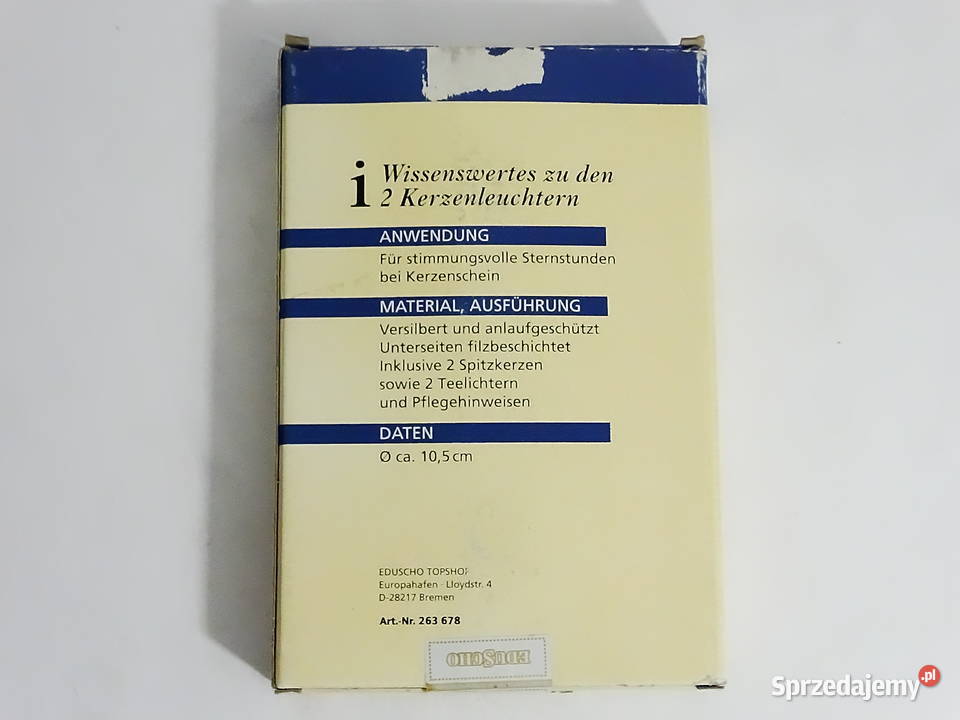 i Wissenswertes zu den
2 Kerzenleuchtern
ANWENDUNG
Für stimmungsvolle Sternstunden
bei Kerzenschein
MATERIAL, AUSFÜHRUNG
Versilbert und anlaufgeschützt
Unterseiten filzbeschichtet
Inklusive 2 Spitzkerzen
sowie 2 Teelichtern
und Pflegehinweisen
DATEN
Ø ca. 10,5 cm
EDUSCHO TOPSHOP
Europahafen - Lloydstr. 4
D-28217 Bremen
Art.-Nr. 263 678
EDUSCHO
Sprzedajemy.pl